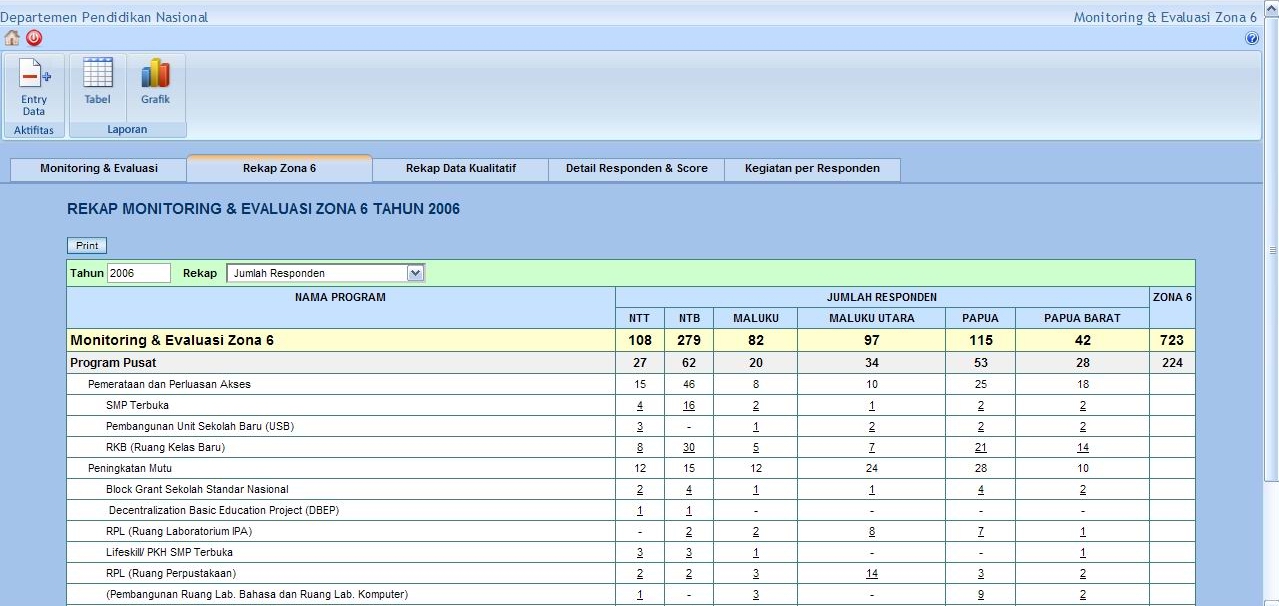 Departemen Pendidikan Nasional Monitoring & Evaluasi Zona 6
Entry Data Tabel Grafik
Aktifitas Laporan
Monitoring & Evaluasi Rekap Zona 6 Rekap Data Kualitatif Detail Responden & Score Kegiatan per Responden
REKAP MONITORING & EVALUASI ZONA 6 TAHUN 2006
Print
Tahun 2006 Rekap Jumlah Responden
NAMA PROGRAM JUMLAH RESPONDEN ZONA 6
NTT NTB MALUKU MALUKU UTARA PAPUA PAPUA BARAT
Monitoring & Evaluasi Zona 6 108 279 82 97 115 42 723
Program Pusat 27 62 20 34 53 28 224
Pemerataan dan Perluasan Akses 15 46 8 10 25 18
SMP Terbuka 4 16 2 1 2 2
Pembangunan Unit Sekolah Baru (USB) 3 - 1 2 2 2
RKB (Ruang Kelas Baru) 8 30 5 7 21 14
Peningkatan Mutu 12 15 12 24 28 10
Block Grant Sekolah Standar Nasional 2 4 1 1 4 2
Decentralization Basic Education Project (DBEP) 1 1 - - - -
RPL (Ruang Laboratorium IPA) - 2 2 8 7 1
Lifeskill/ PKH SMP Terbuka 3 3 1 - - 1
RPL (Ruang Perpustakaan) 2 2 3 14 3 2
(Pembangunan Ruang Lab. Bahasa dan Ruang Lab. Komputer) 1 - 3 - 9 2